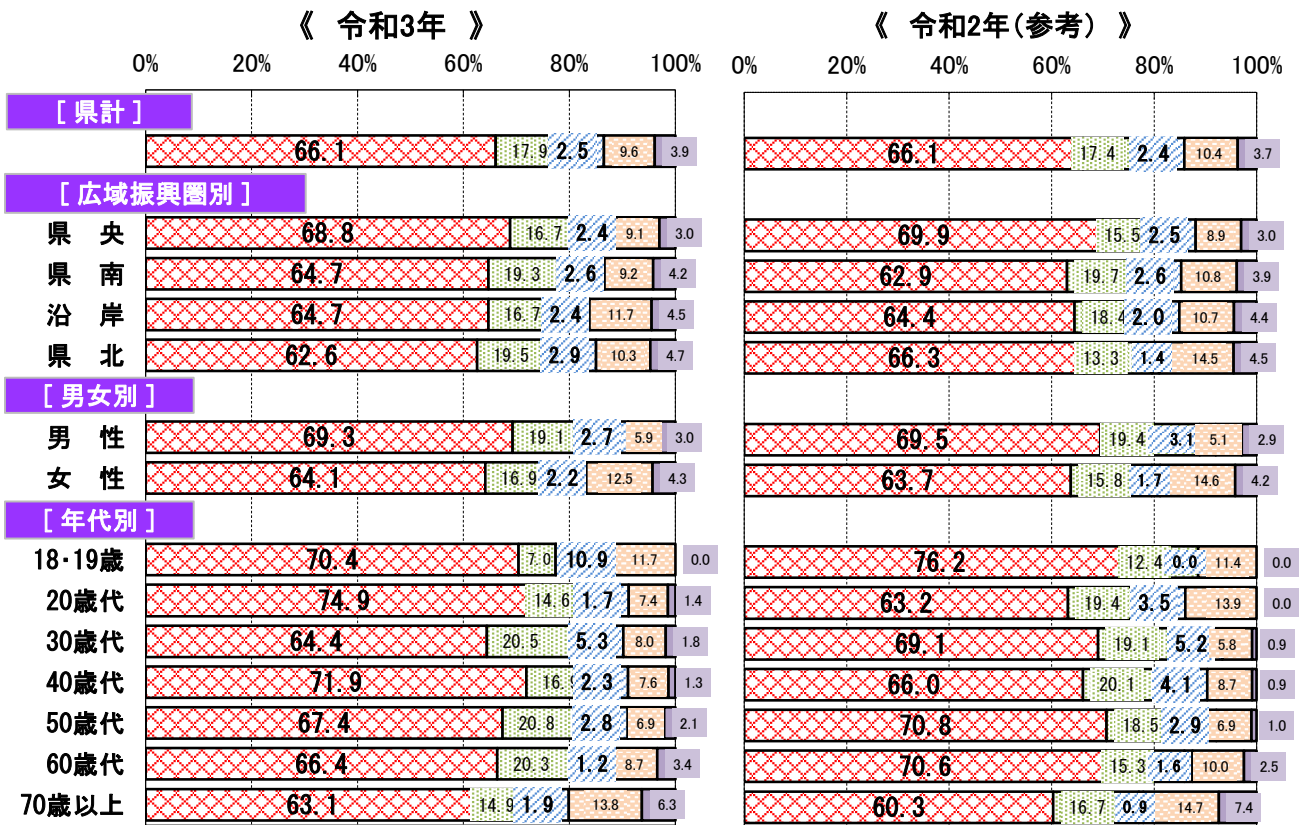 《 令和3年 》 《 令和2年(参考) 》
0% 20% 40% 60% 80% 100% 0% 20% 40% 60% 80% 100%
[ 県計 ]
66.1 17.9 2.5 9.6 3.9 66.1 17.4 2.4 10.4 3.7
[ 広域振興圏別 ]
県 央 68.8 16.7 2.4 9.1 3.0 69.9 15.5 2.5 8.9 3.0
県 南 64.7 19.3 2.6 9.2 4.2 62.9 19.7 2.6 10.8 3.9
沿 岸 64.7 16.7 2.4 11.7 4.5 64.4 18.4 2.0 10.7 4.4
県 北 62.6 19.5 2.9 10.3 4.7 66.3 13.3 1.4 14.5 4.5
[ 男女別 ]
男 性 69.3 19.1 2.7 5.9 3.0 69.5 19.4 3.1 5.1 2.9
女 性 64.1 16.9 2.2 12.5 4.3 63.7 15.8 1.7 14.6 4.2
[ 年代別 ]
18・19歳 70.4 7.0 10.9 11.7 0.0 76.2 12.4 0.0 11.4 0.0
20歳代 74.9 14.6 1.7 7.4 1.4 63.2 19.4 3.5 13.9 0.0
30歳代 64.4 20.5 5.3 8.0 1.8 69.1 19.1 5.2 5.8 0.9
40歳代 71.9 2.3 7.6 1.3 66.0 20.1 4.1 8.7 0.9
50歳代 67.4 20.8 2.8 6.9 2.1 70.8 18.5 2.9 6.9 1.0
60歳代 66.4 20.3 1.2 8.7 3.4 70.6 15.3 1.6 10.0 2.5
70歳以上 63.1 14.9 1.9 13.8 6.3 60.3 16.7 0.9 14.7 7.4